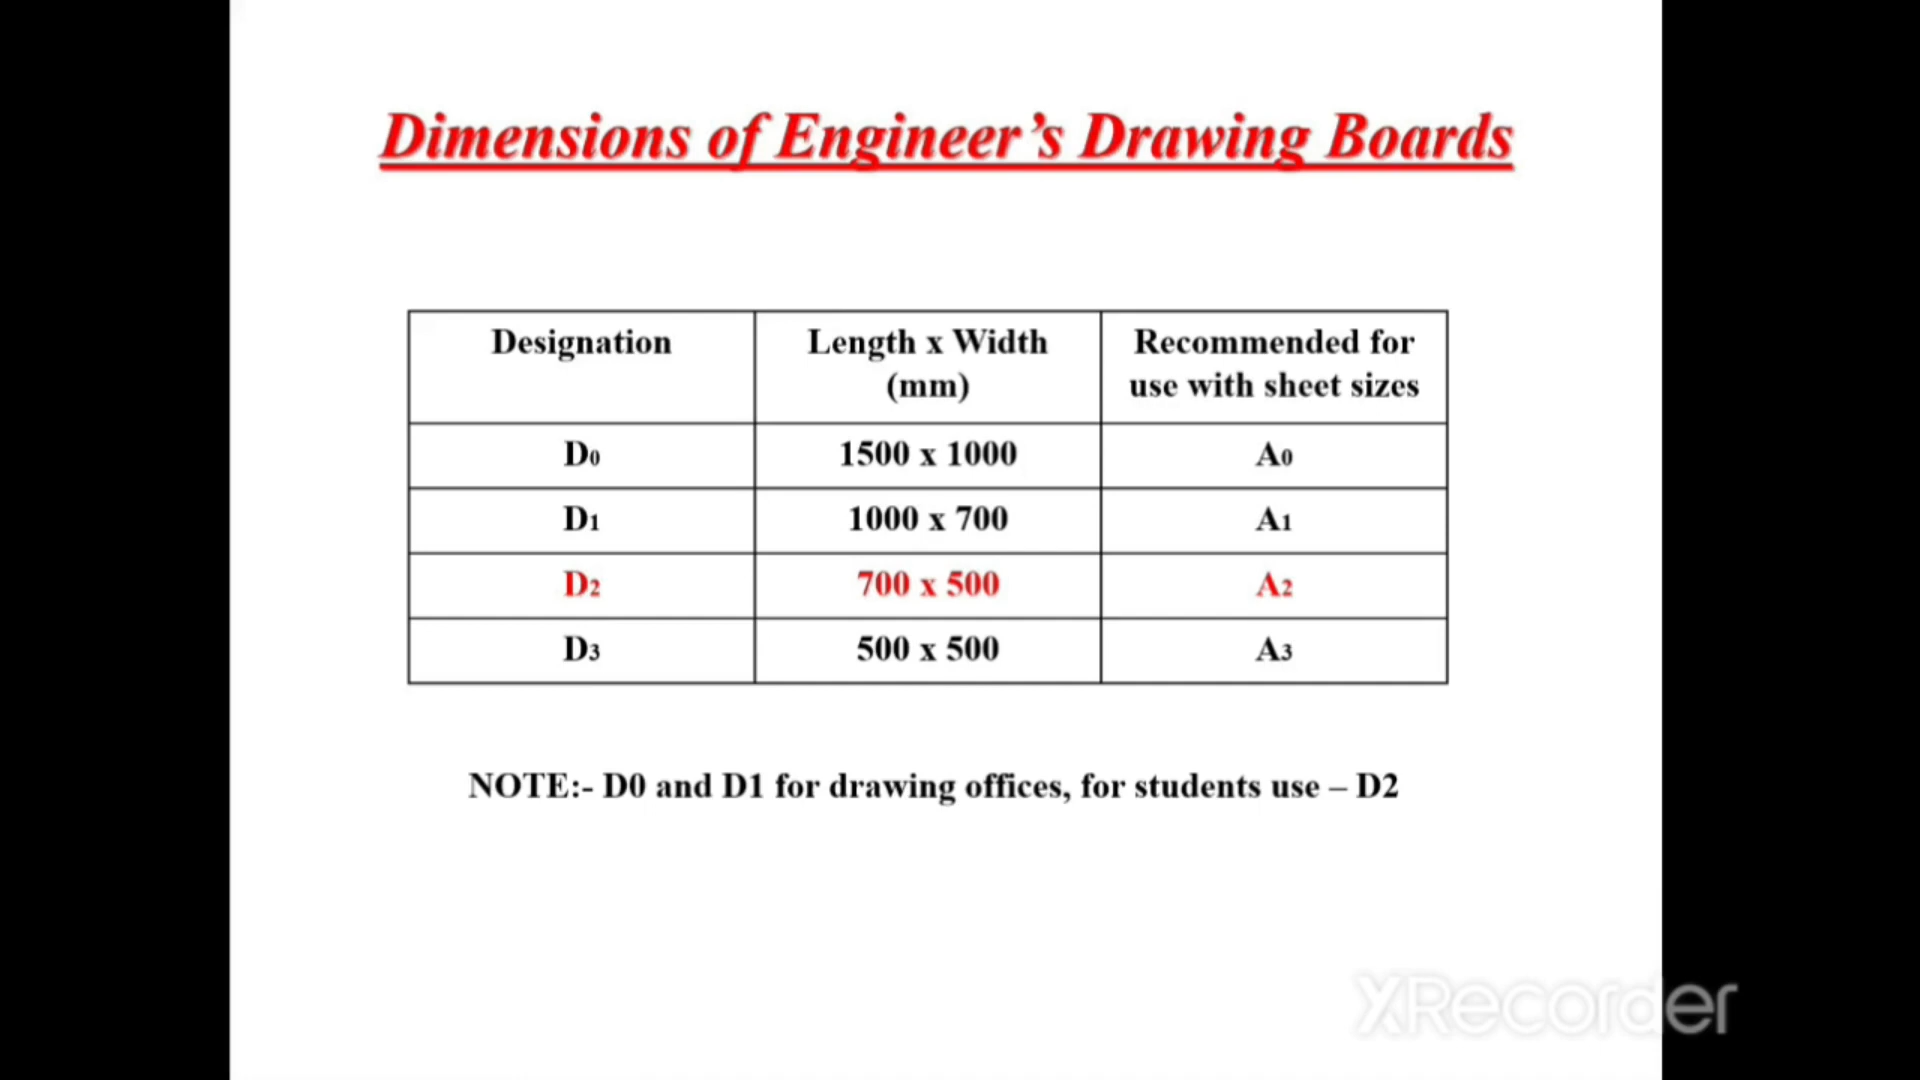 Dimensions of Engineer’s Drawing Boards
Designation
Length x Width
(mm)
Recommended for
use with sheet sizes
D0
1500 x 1000
A0
D1
1000 x 700
A1
D2
700 x 500
A2
D3
500 x 500
A3
NOTE:- D0 and D1 for drawing offices, for students use – D2
XRecorder